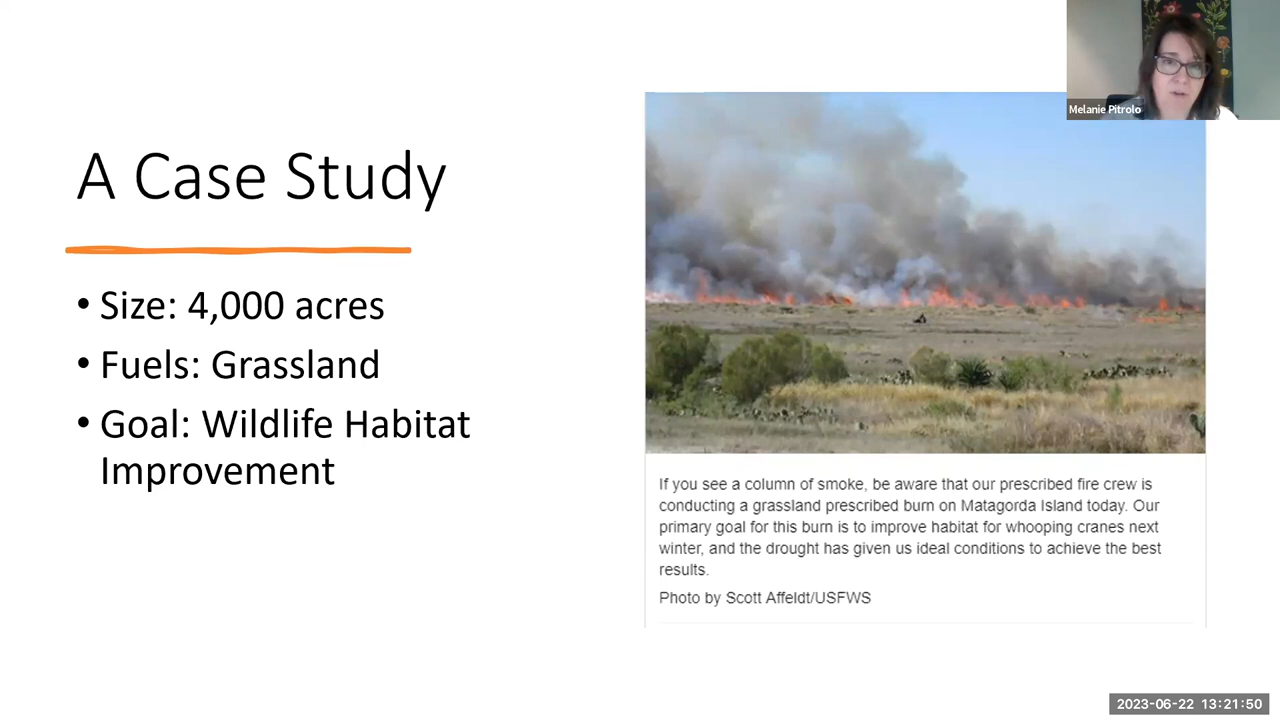 Melanie Pitrolo
A Case Study
• Size: 4,000 acres
• Fuels: Grassland
• Goal: Wildlife Habitat
Improvement
If you see a column of smoke, be aware that our prescribed fire crew is
conducting a grassland prescribed burn on Matagorda Island today. Our
primary goal for this burn is to improve habitat for whooping cranes next
winter, and the drought has given us ideal conditions to achieve the best
results.
Photo by Scott Affeldt/USFWS
2023-06-22 13:21:50